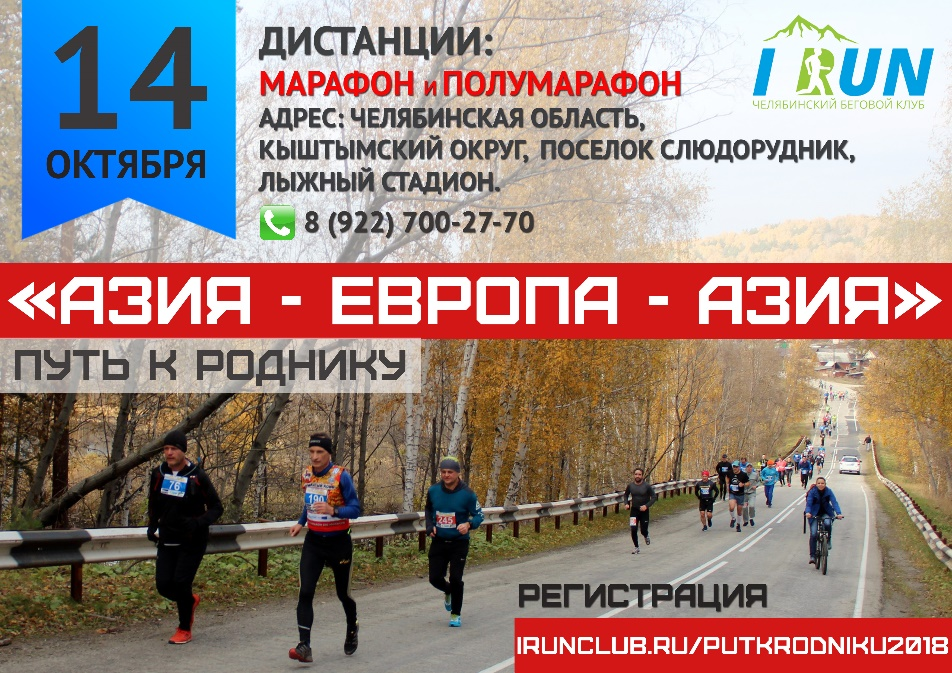 14
ОКТЯБРЯ
ДИСТАНЦИИ:
МАРАФОН и ПОЛУМАРАФОН
АДРЕС: ЧЕЛЯБИНСКАЯ ОБЛАСТЬ,
КЫШТЫМСКИЙ ОКРУГ, ПОСЕЛОК СЛЮДОРУДНИК,
ЛЫЖНЫЙ СТАДИОН.
8 (922) 700-27-70
I RUN
ЧЕЛЯБИНСКИЙ БЕГОВОЙ КЛУБ
«АЗИЯ - ЕВРОПА - АЗИЯ»
ПУТЬ К РОДНИКУ
76
190
245
РЕГИСТРАЦИЯ
IRUNCLUB.RU/PUTKRODNIKU2018